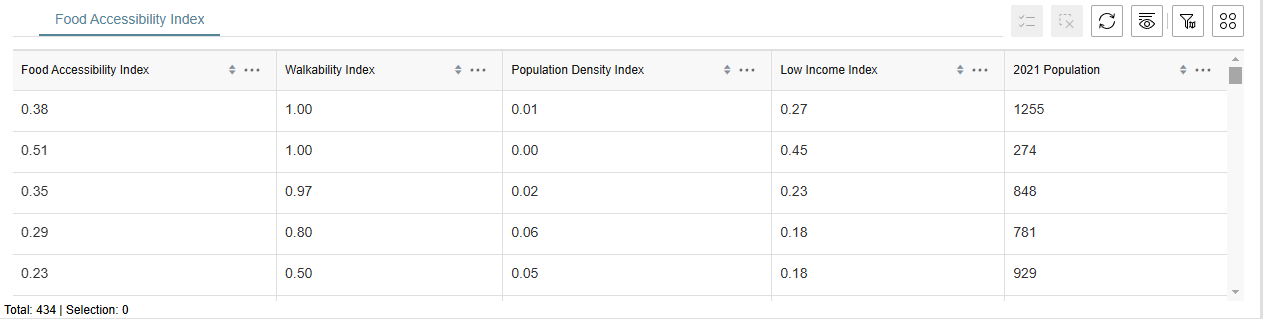 Food Accessibility Index
Food Accessibility Index Walkability Index Population Density Index Low Income Index 2021 Population
0.38 1.00 0.01 0.27 1255
0.51 1.00 0.00 0.45 274
0.35 0.97 0.02 0.23 848
0.29 0.80 0.06 0.18 781
0.23 0.50 0.05 0.18 929
Total: 434 | Selection: 0